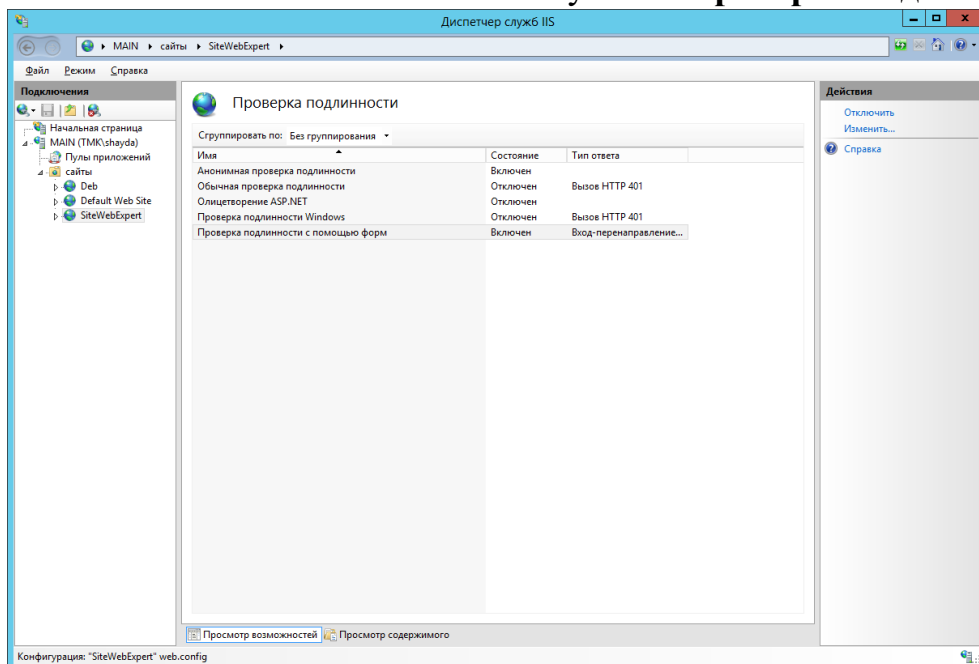 Диспетчер служб IIS
MAIN сайты SiteWebExpert
Файл Режим Справка
Подключения
Начальная страница
MAIN (TMK\shayda)
Пулы приложений
сайты
Deb
Default Web Site
SiteWebExpert
Проверка подлинности
Сгруппировать по: Без группирования
Имя Состояние Тип ответа
Анонимная проверка подлинности Включен
Обычная проверка подлинности Отключен Вызов HTTP 401
Олицетворение ASP.NET Отключен
Проверка подлинности Windows Отключен Вызов HTTP 401
Проверка подлинности с помощью форм Включен Вход-перенаправление...
Действия
Отключить
Изменить...
Справка
Просмотр возможностей Просмотр содержимого
Конфигурация: "SiteWebExpert" web.config